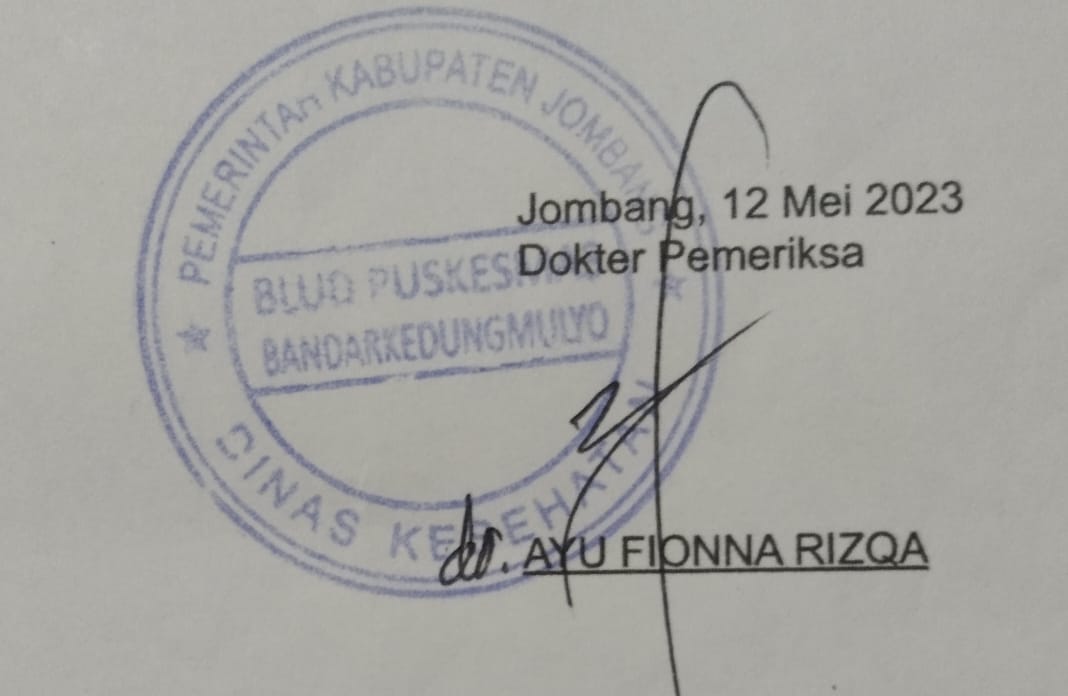 PEMERINTAH KABUPATEN JOMBANG
BLUD PUSKESMAS
BANDARKEDUNGMULYO
DINAS KESEHATAN
Jombang, 12 Mei 2023
Dokter Pemeriksa
dr. AYU FIONNA RIZQA